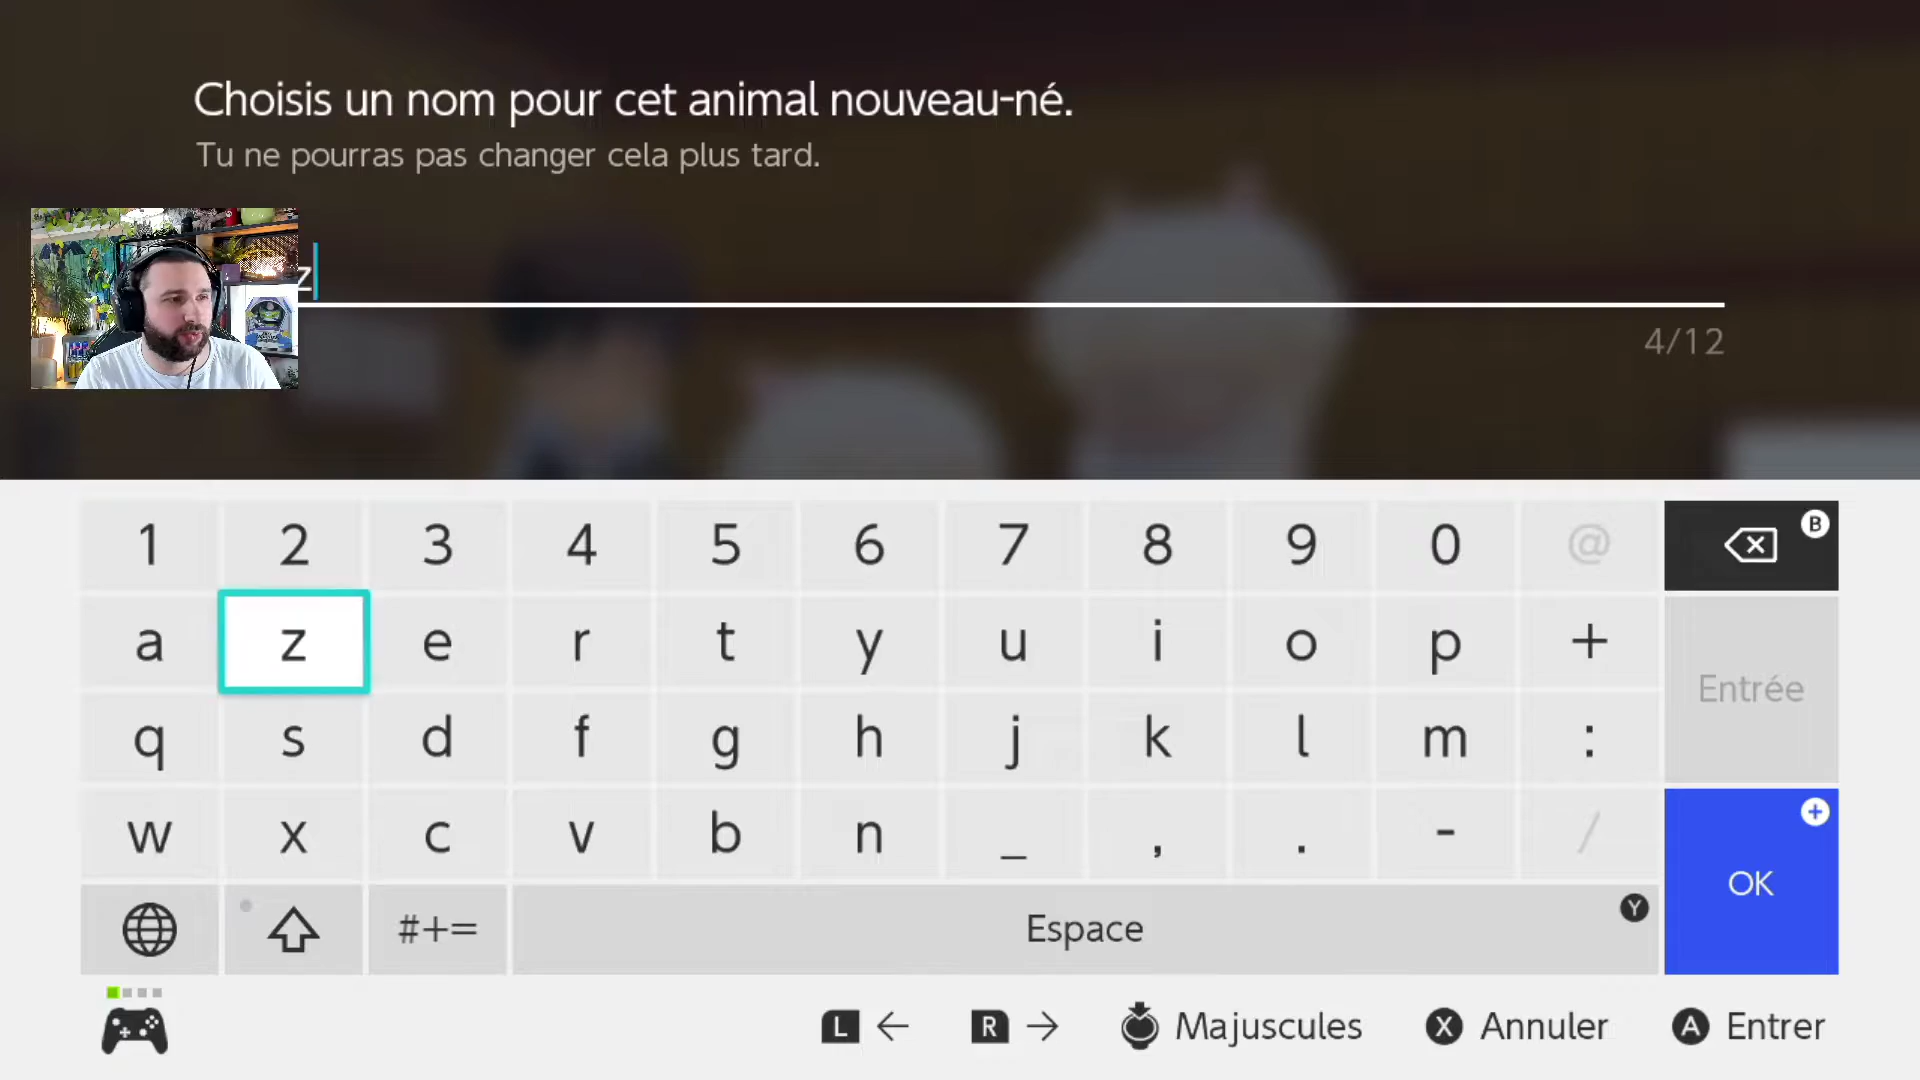 Choisis un nom pour cet animal nouveau-né.
Tu ne pourras pas changer cela plus tard.
z
4/12
1 2 3 4 5 6 7 8 9 0 @ B
a z e r t y u i o p + Entrée
q s d f g h j k l m :
w x c v b n _ , . - / OK
#+= Espace Y
L ← R → Majuscules X Annuler A Entrer